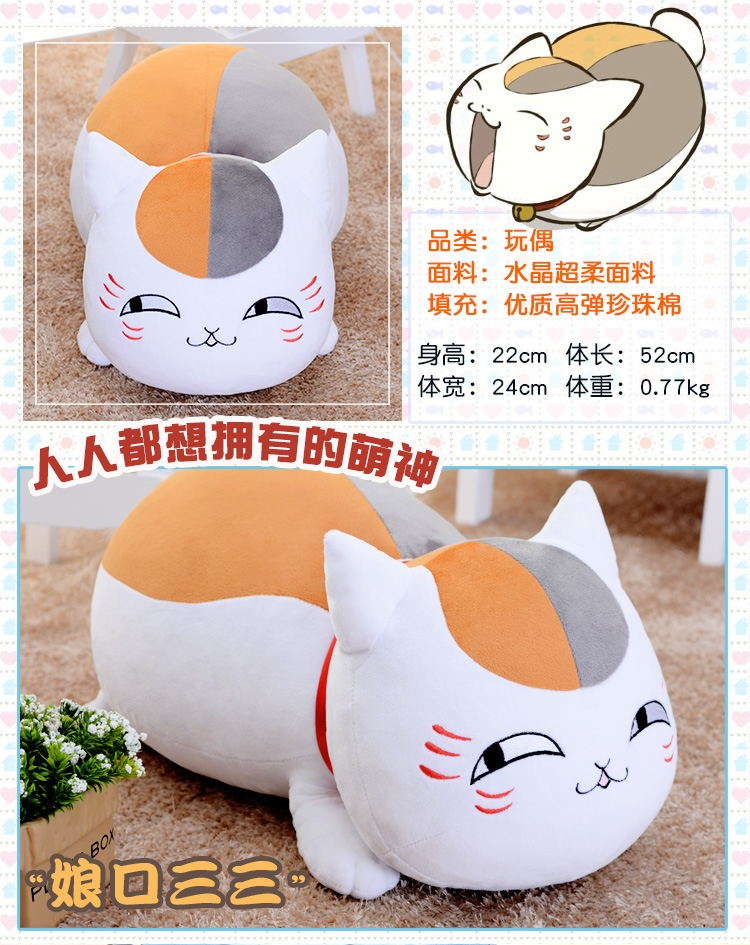 品类：玩偶
面料：水晶超柔面料
填充：优质高弹珍珠棉
身高：22cm 体长：52cm
体宽：24cm 体重：0.77kg
人人都想拥有的萌神
BOX
“娘口三三”